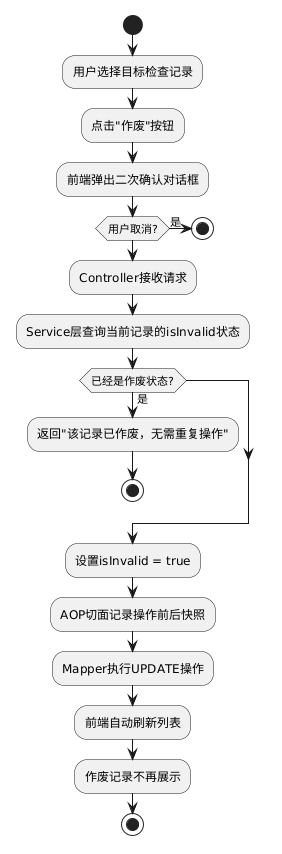 用户选择目标检查记录
点击"作废"按钮
前端弹出二次确认对话框
用户取消?
是
Controller接收请求
Service层查询当前记录的isInvalid状态
已经是作废状态?
是
返回"该记录已作废，无需重复操作"
设置isInvalid = true
AOP切面记录操作前后快照
Mapper执行UPDATE操作
前端自动刷新列表
作废记录不再展示